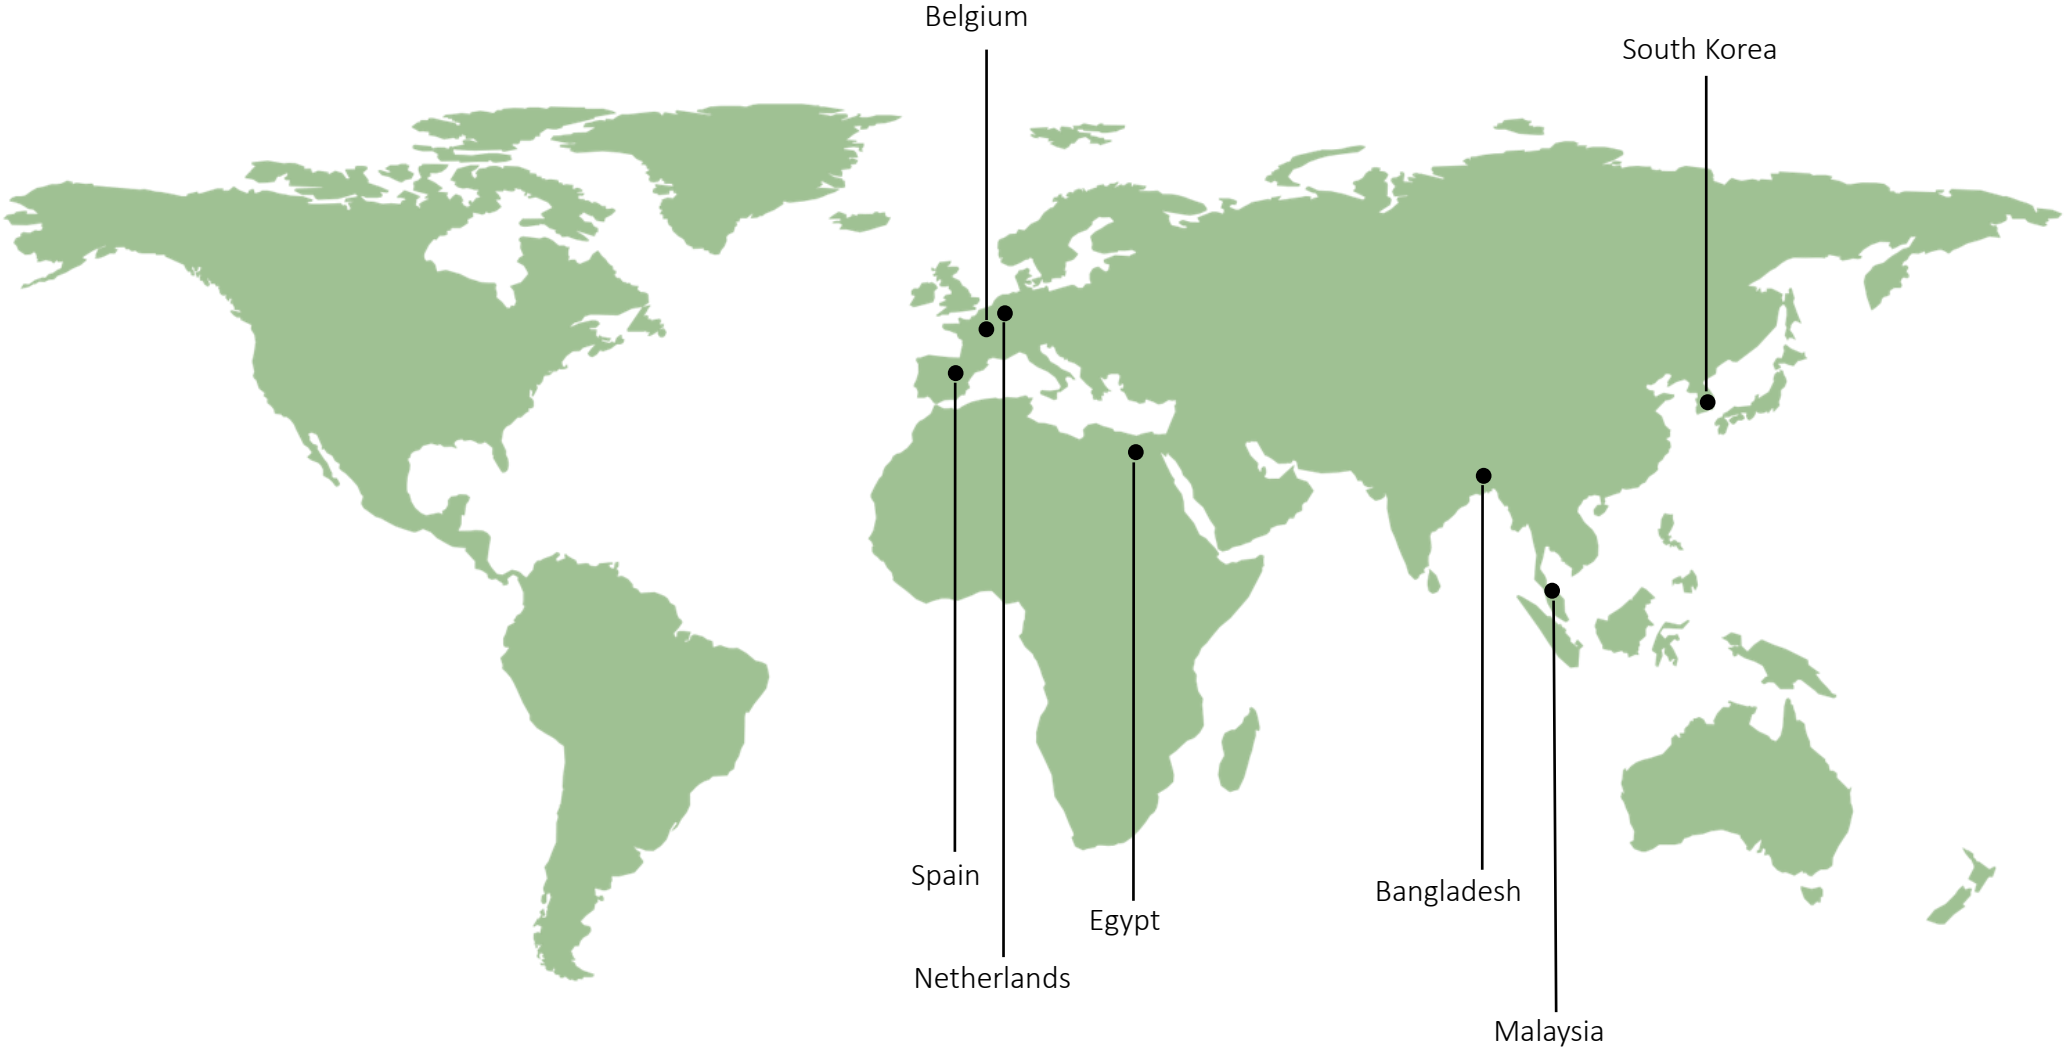 Belgium
South Korea
Spain
Bangladesh
Egypt
Netherlands
Malaysia